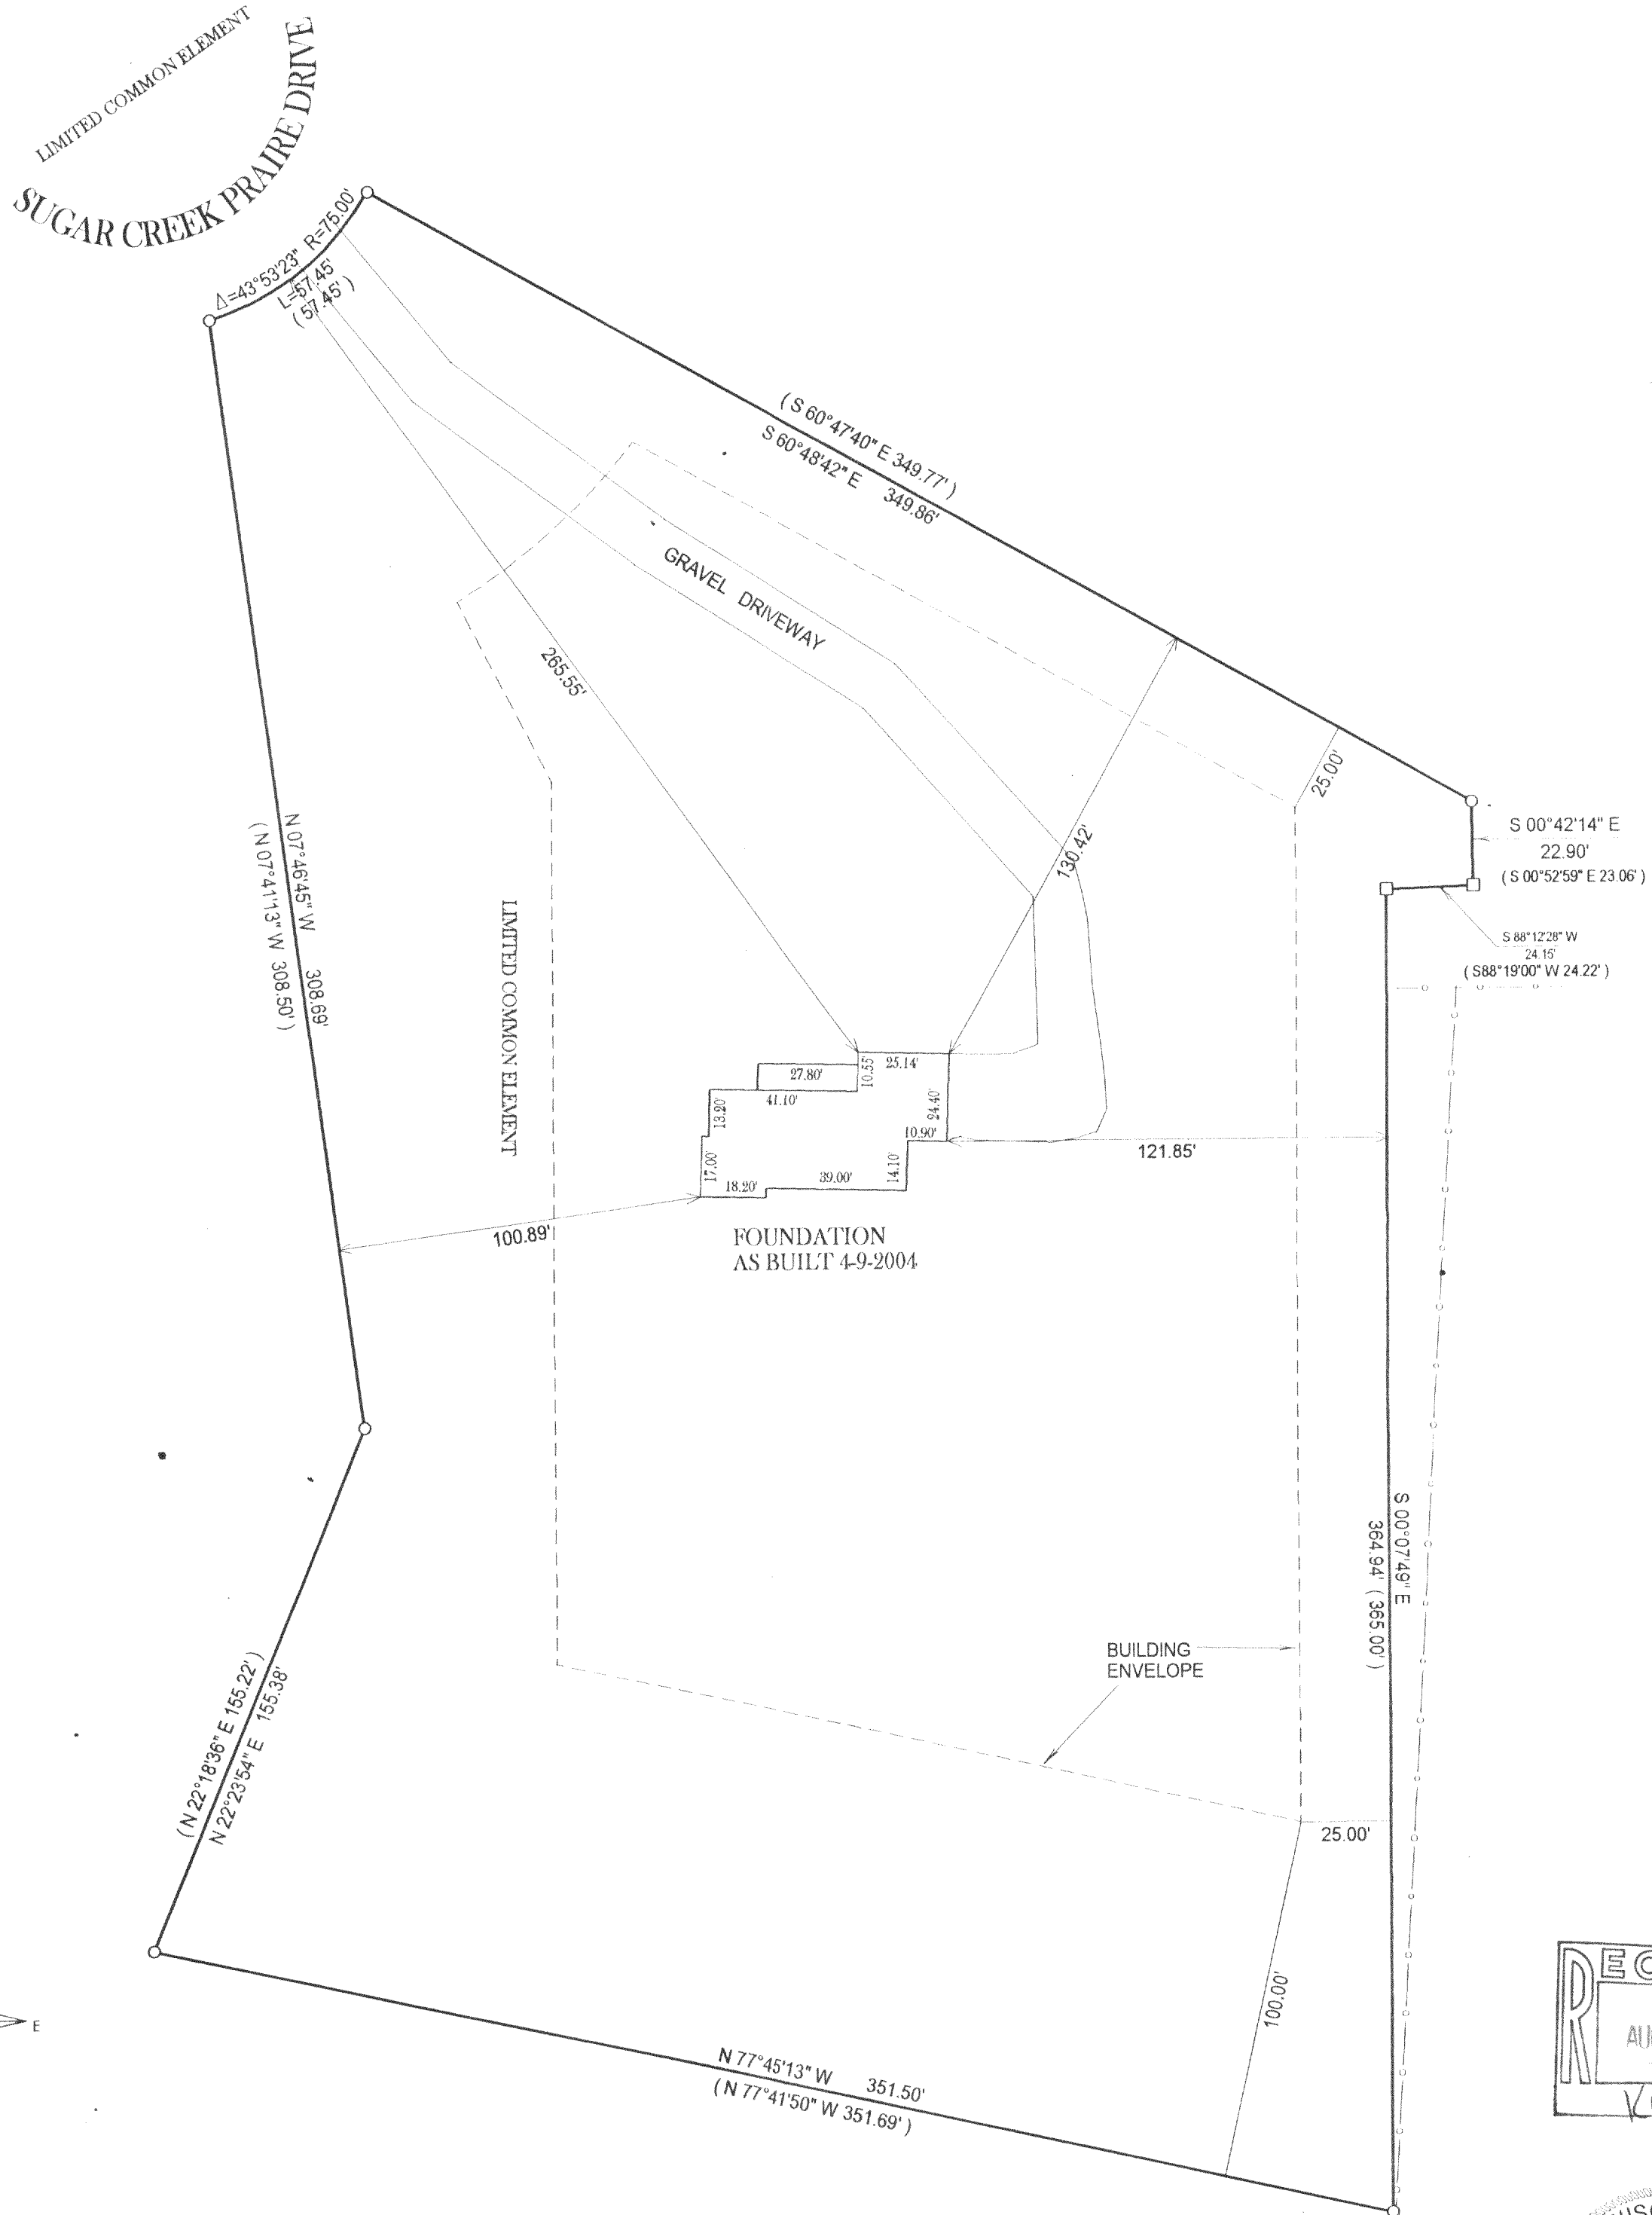 LIMITED COMMON ELEMENT
SUGAR CREEK PRAIRE DRIVE
Δ=43°53'23" R=75.00'
L=57.45'
( 57.45' )
( S 60°47'40" E 349.77' )
S 60°48'42" E 349.86'
GRAVEL DRIVEWAY
265.55'
130.42'
25.00'
S 00°42'14" E
22.90'
( S 00°52'59" E 23.06' )
S 88°12'28" W
24.15'
( S88°19'00" W 24.22' )
N 07°46'45" W 308.69'
( N 07°41'13" W 308.50' )
LIMITED COMMON ELEMENT
25.14'
10.55'
27.80'
41.10'
13.20'
24.40'
10.90'
17.00'
14.10'
39.00'
18.20'
121.85'
100.89'
FOUNDATION
AS BUILT 4-9-2004
S 00°07'49" E
364.94' ( 365.00' )
BUILDING
ENVELOPE
25.00'
( N 22°18'36" E 155.22' )
N 22°23'54" E 155.38'
100.00'
E
N 77°45'13" W 351.50'
( N 77°41'50" W 351.69' )